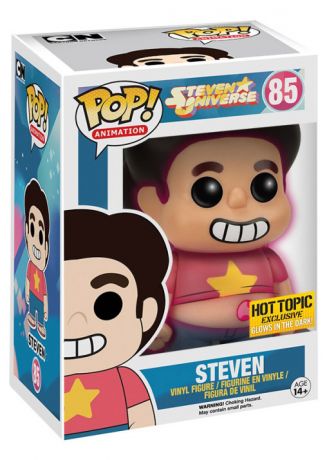 CN
POP!
ANIMATION
STEVEN UNIVERSE
85
HOT TOPIC
EXCLUSIVE
GLOWS IN THE DARK!
STEVEN
VINYL FIGURE / FIGURINE EN VINYLE /
FIGURA DE VINIL
WARNING! Choking Hazard.
May contain small parts.
AGE
14+
STEVEN
85